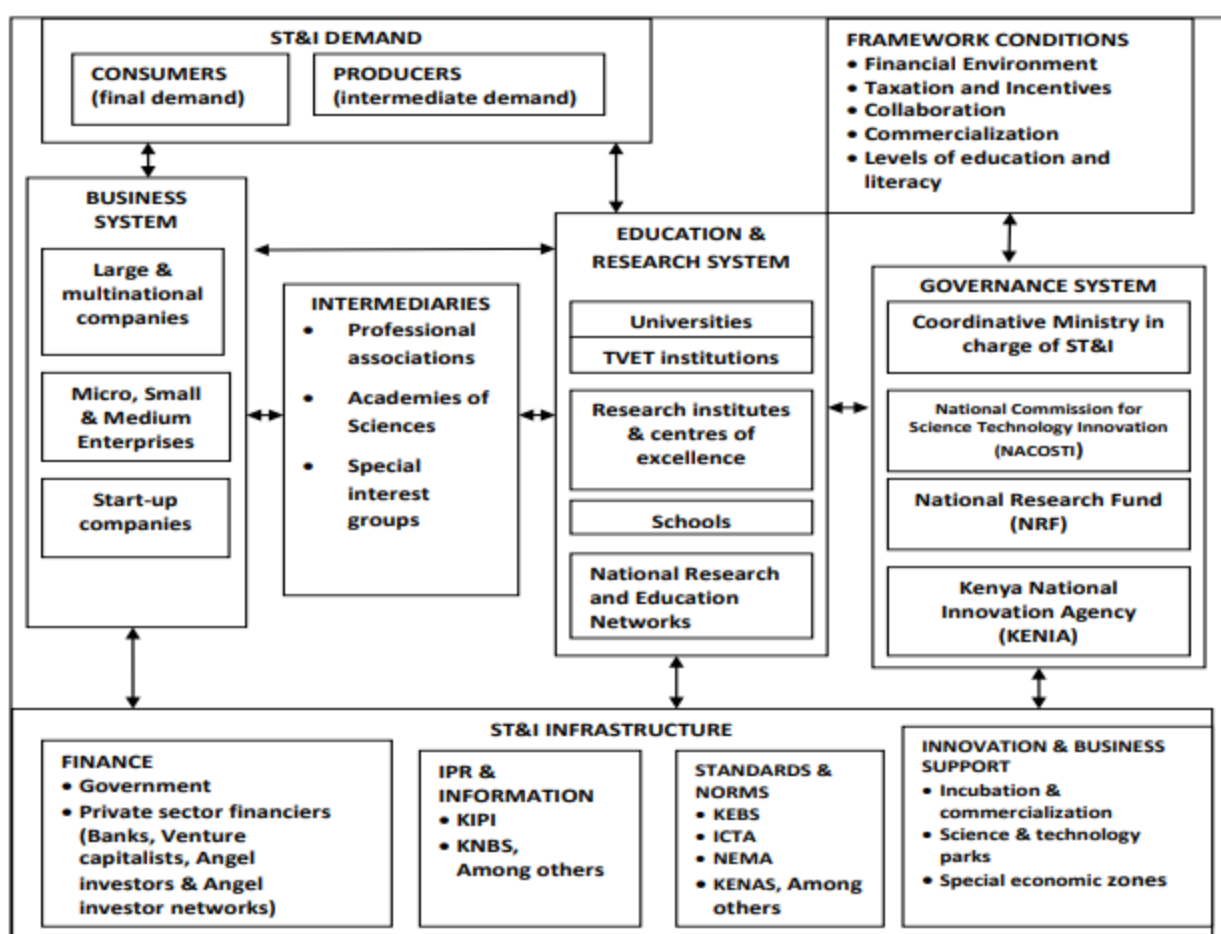 ST&I DEMAND
CONSUMERS
(final demand)
PRODUCERS
(intermediate demand)
FRAMEWORK CONDITIONS
• Financial Environment
• Taxation and Incentives
• Collaboration
• Commercialization
• Levels of education and
literacy
BUSINESS
SYSTEM
Large &
multinational
companies
Micro, Small
& Medium
Enterprises
Start-up
companies
INTERMEDIARIES
• Professional
associations
• Academies of
Sciences
• Special
interest
groups
EDUCATION &
RESEARCH SYSTEM
Universities
TVET institutions
Research institutes
& centres of
excellence
Schools
National Research
and Education
Networks
GOVERNANCE SYSTEM
Coordinative Ministry in
charge of ST&I
National Commission for
Science Technology Innovation
(NACOSTI)
National Research Fund
(NRF)
Kenya National
Innovation Agency
(KENIA)
ST&I INFRASTRUCTURE
FINANCE
• Government
• Private sector financiers
(Banks, Venture
capitalists, Angel
investors & Angel
investor networks)
IPR &
INFORMATION
• KIPI
• KNBS,
Among others
STANDARDS &
NORMS
• KEBS
• ICTA
• NEMA
• KENAS, Among
others
INNOVATION & BUSINESS
SUPPORT
• Incubation &
commercialization
• Science & technology
parks
• Special economic zones